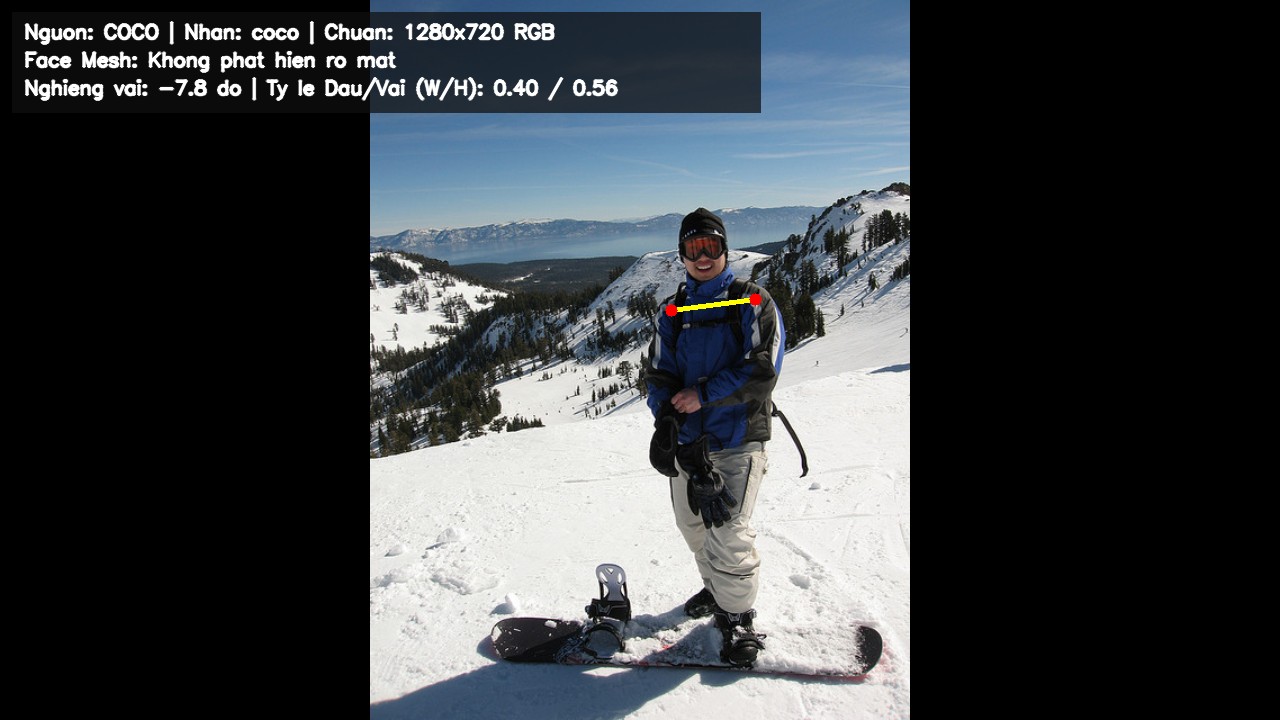 Nguon: COCO | Nhan: coco | Chuan: 1280x720 RGB
Face Mesh: Khong phat hien ro mat
Nghieng vai: -7.8 do | Ty le Dau/Vai (W/H): 0.40 / 0.56